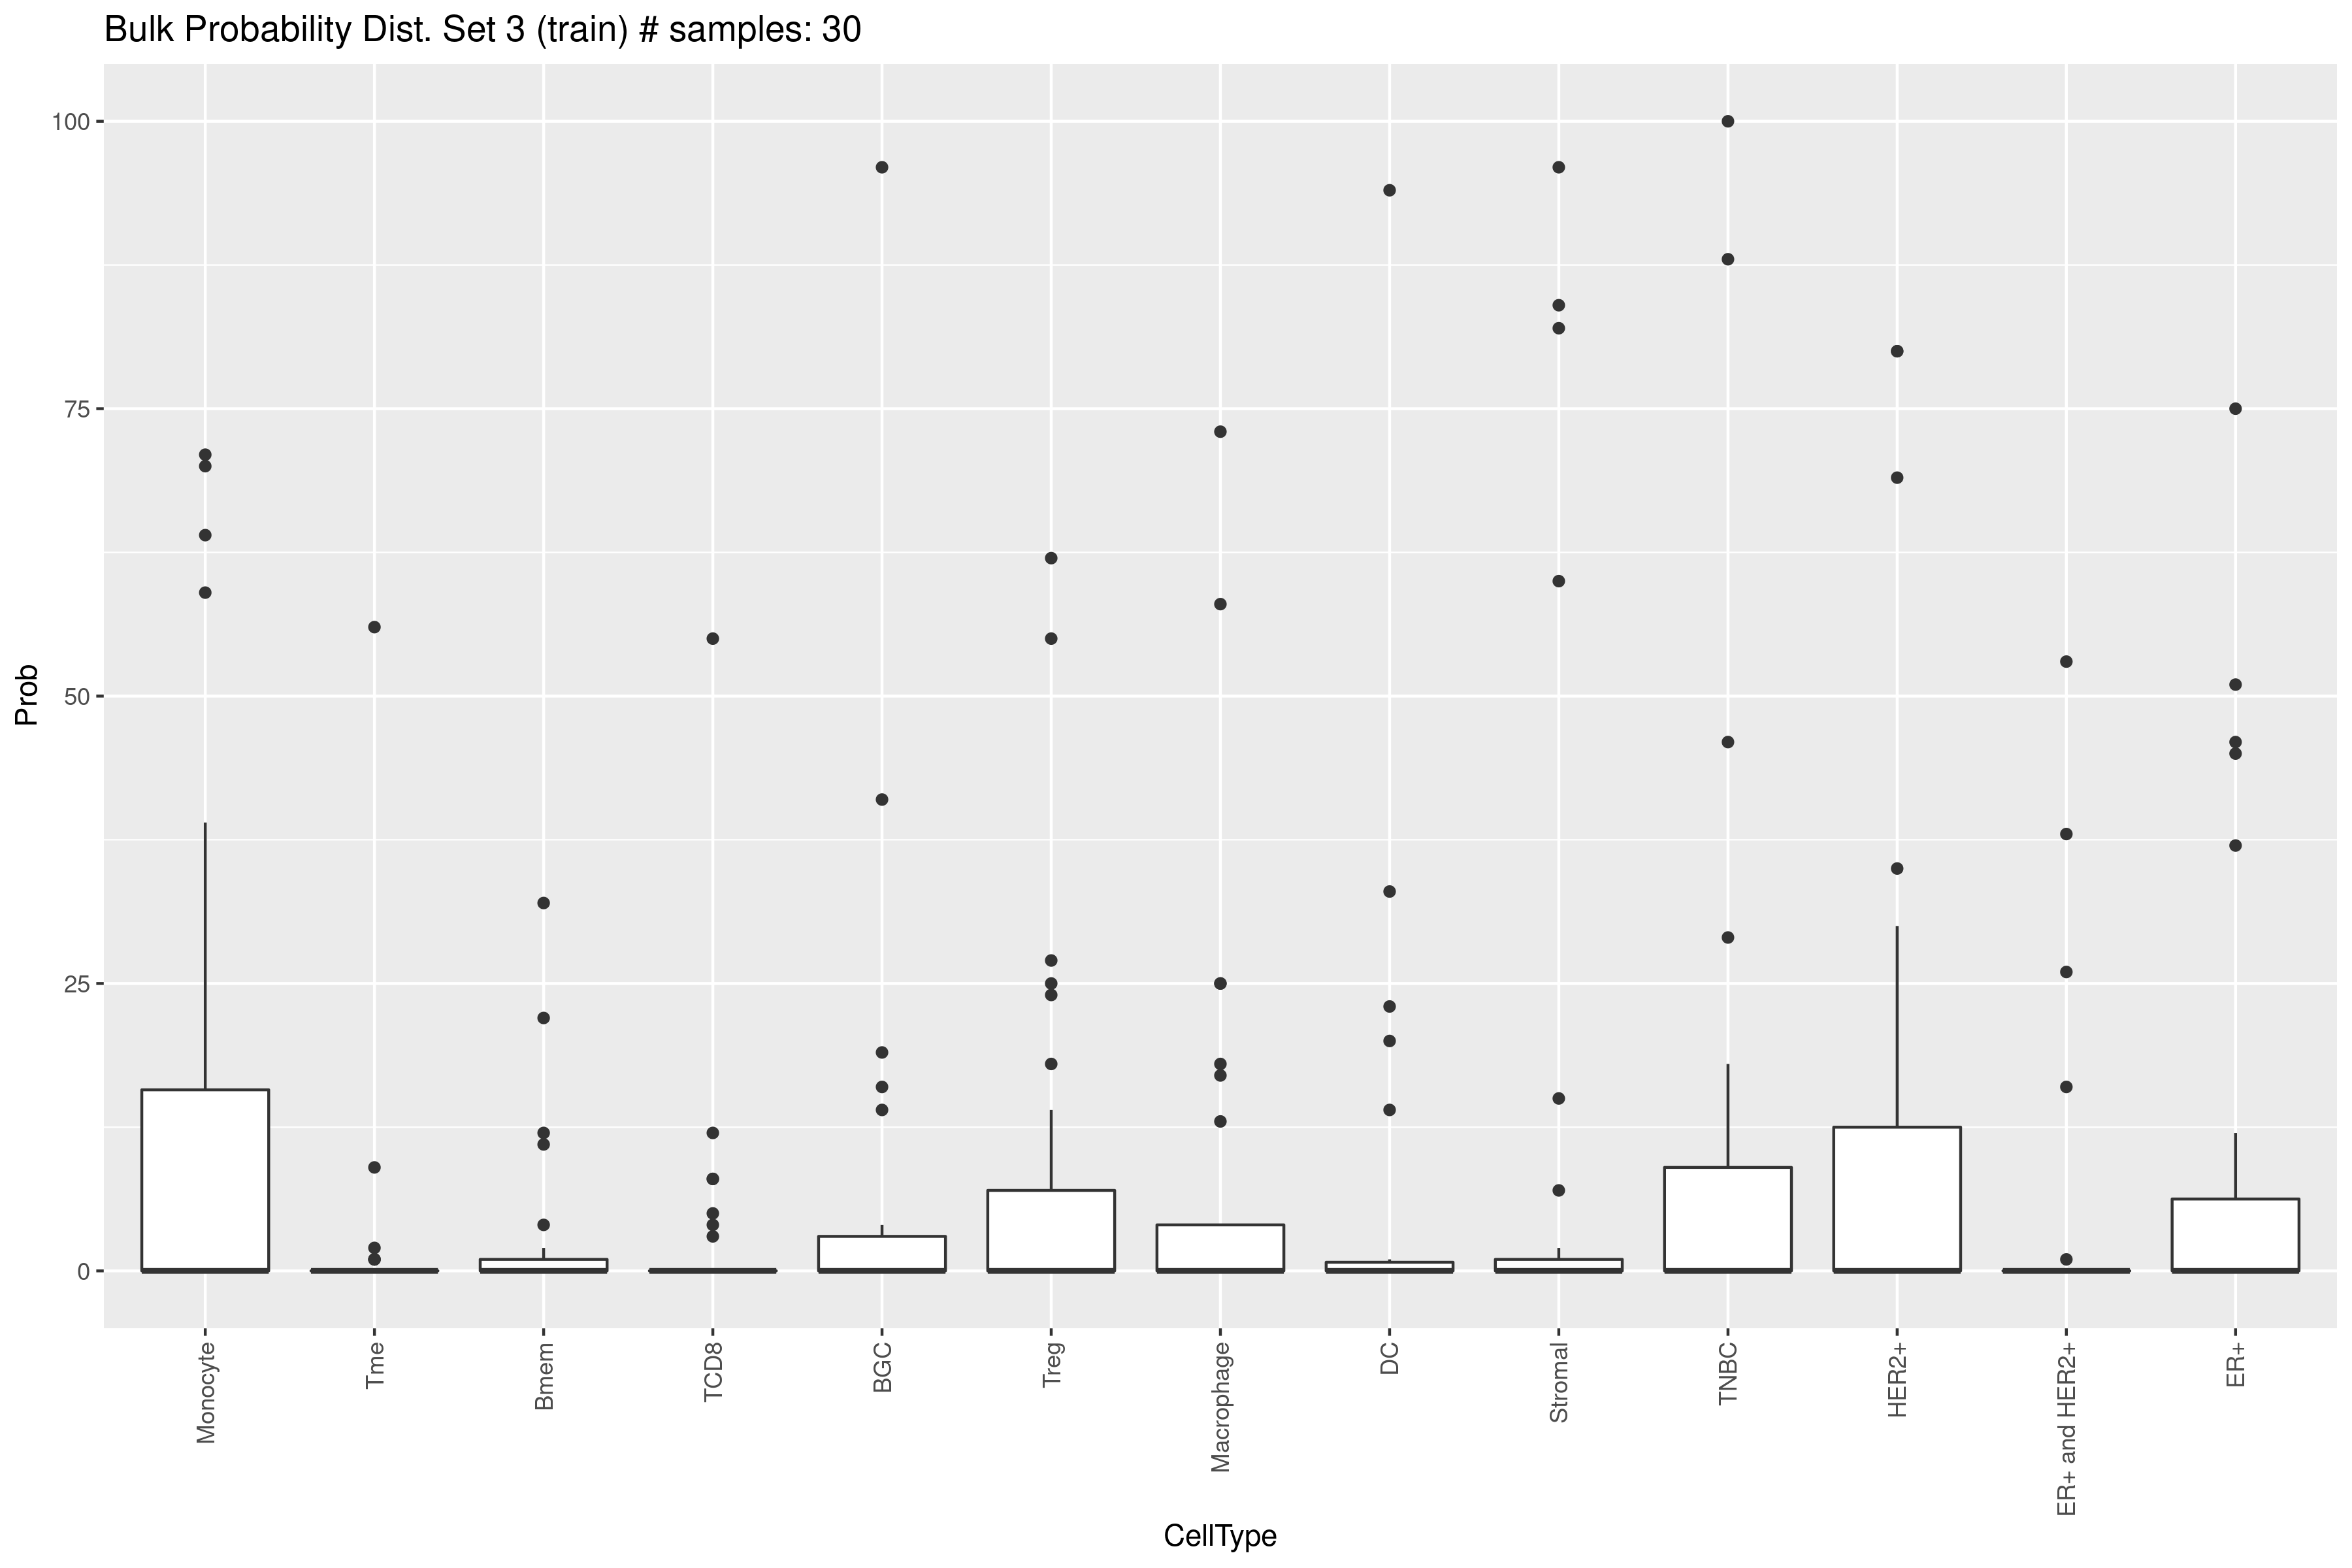 Bulk Probability Dist. Set 3 (train) # samples: 30
100
75
50
25
0
Prob
Monocyte
Tme
Bmem
TCD8
BGC
Treg
Macrophage
DC
Stromal
TNBC
HER2+
ER+ and HER2+
ER+
CellType